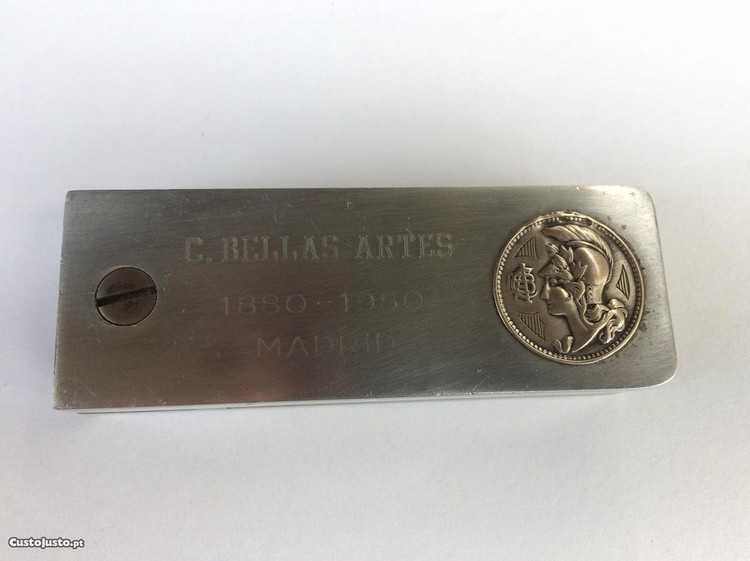 C. BELLAS ARTES
1880-1980
MADRID
CustoJusto.pt